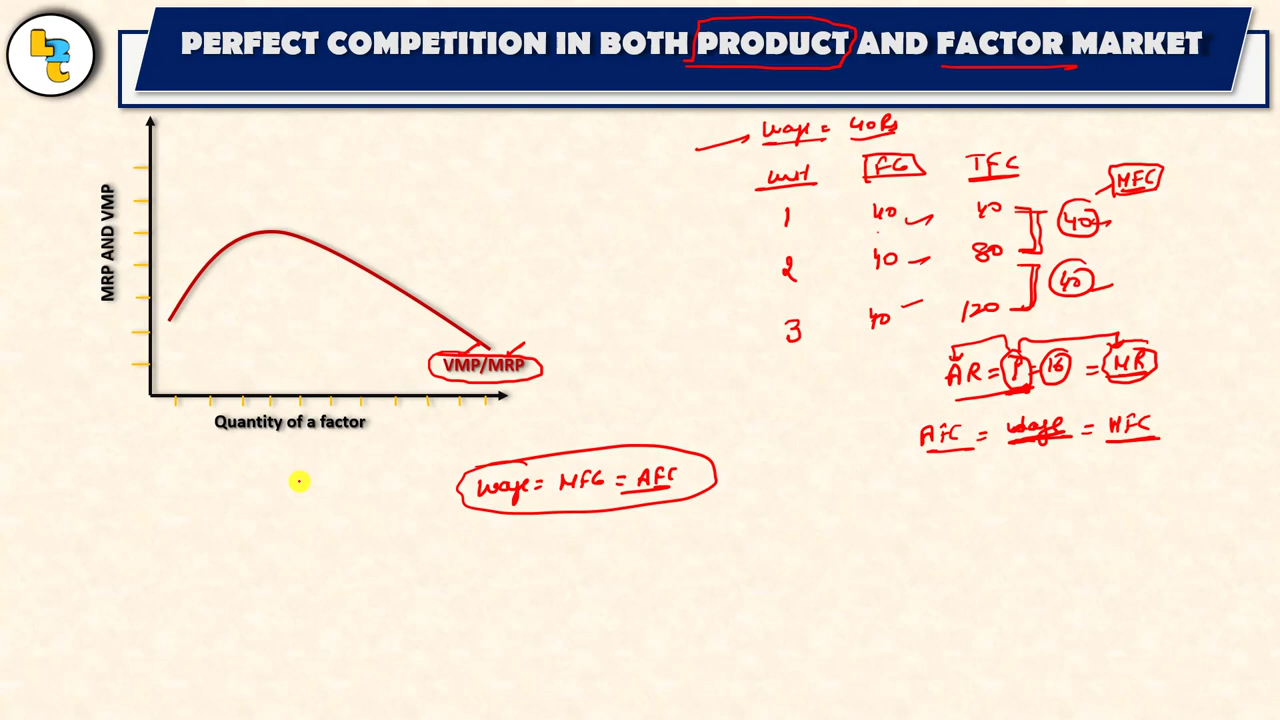 L2C
PERFECT COMPETITION IN BOTH PRODUCT AND FACTOR MARKET
MRP AND VMP
VMP/MRP
Quantity of a factor
Wage = 40Rs
Unit FC TFC MFC
1 40 40
40
2 40 80
40
3 40 120
AR = P = 16 = MR
AFC = Wage = MFC
Wage = MFC = AFC